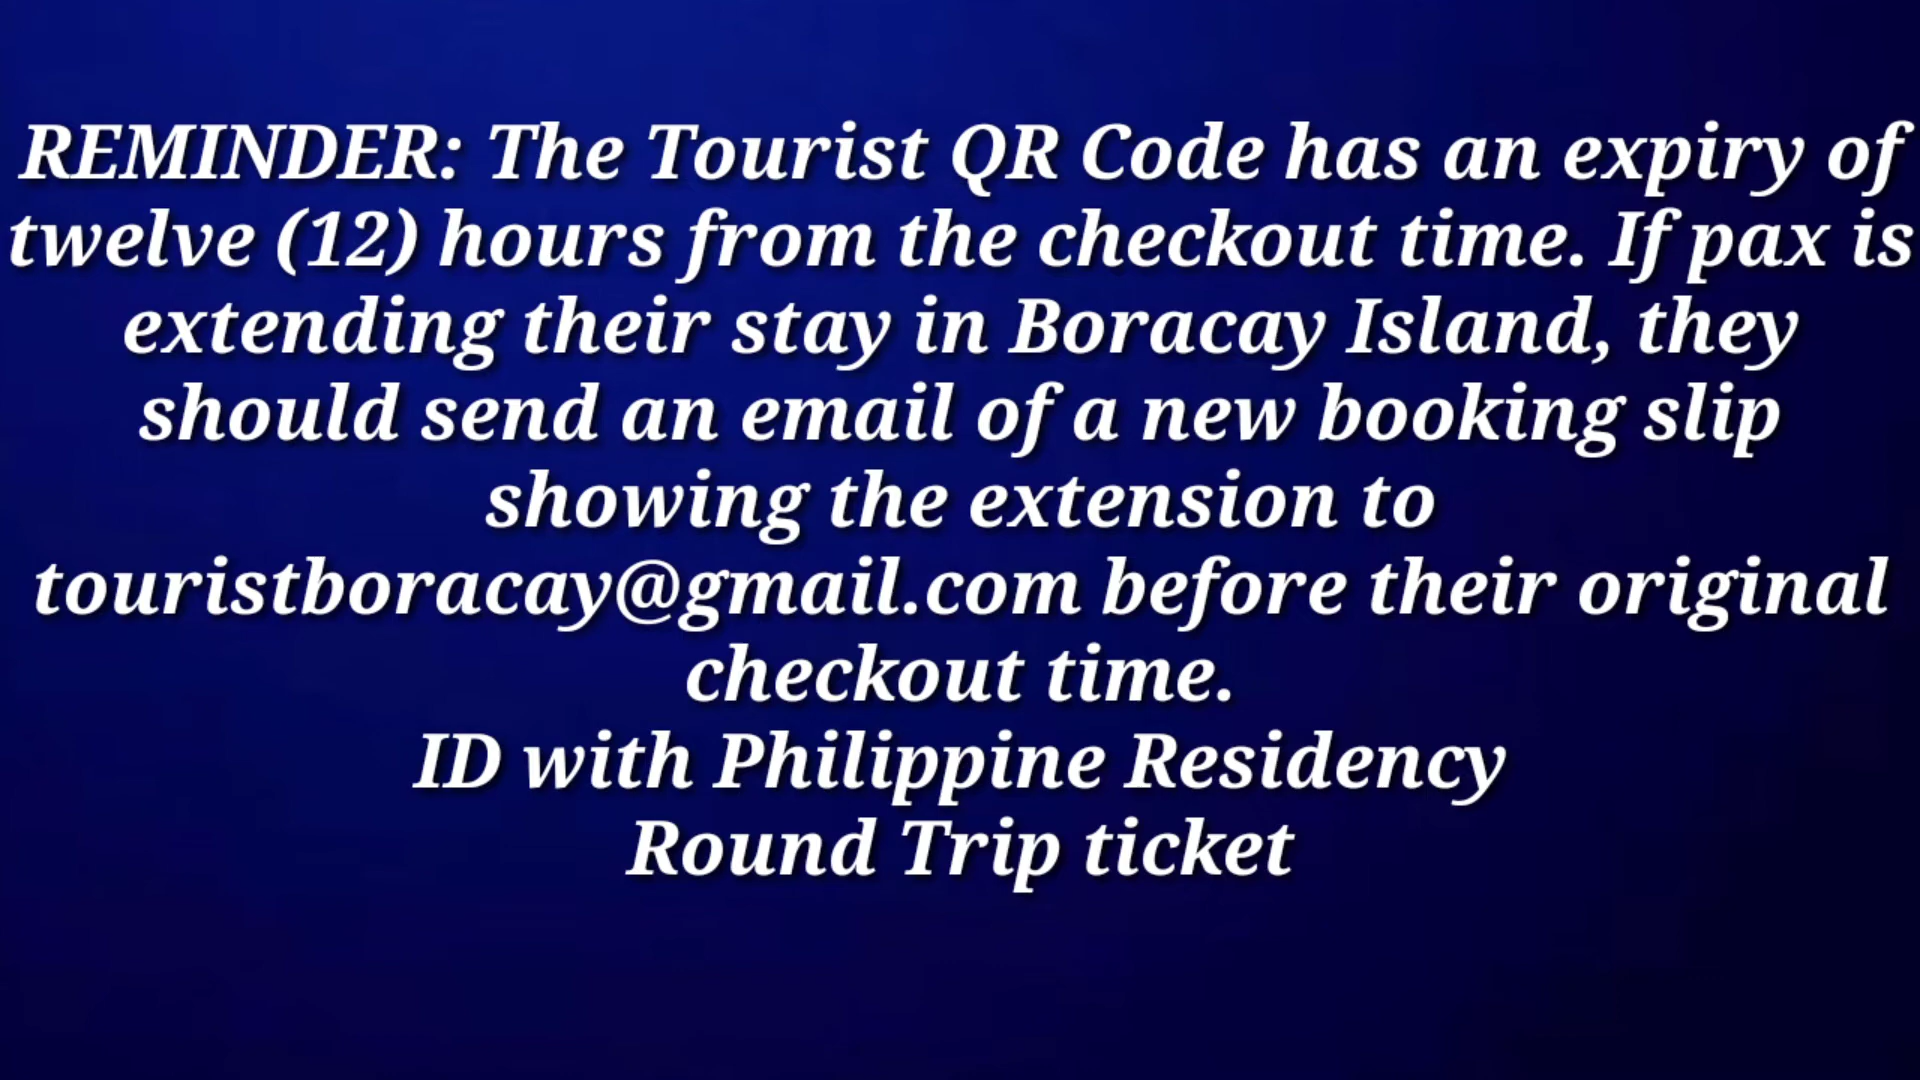 REMINDER: The Tourist QR Code has an expiry of
twelve (12) hours from the checkout time. If pax is
extending their stay in Boracay Island, they
should send an email of a new booking slip
showing the extension to
touristboracay@gmail.com before their original
checkout time.
ID with Philippine Residency
Round Trip ticket